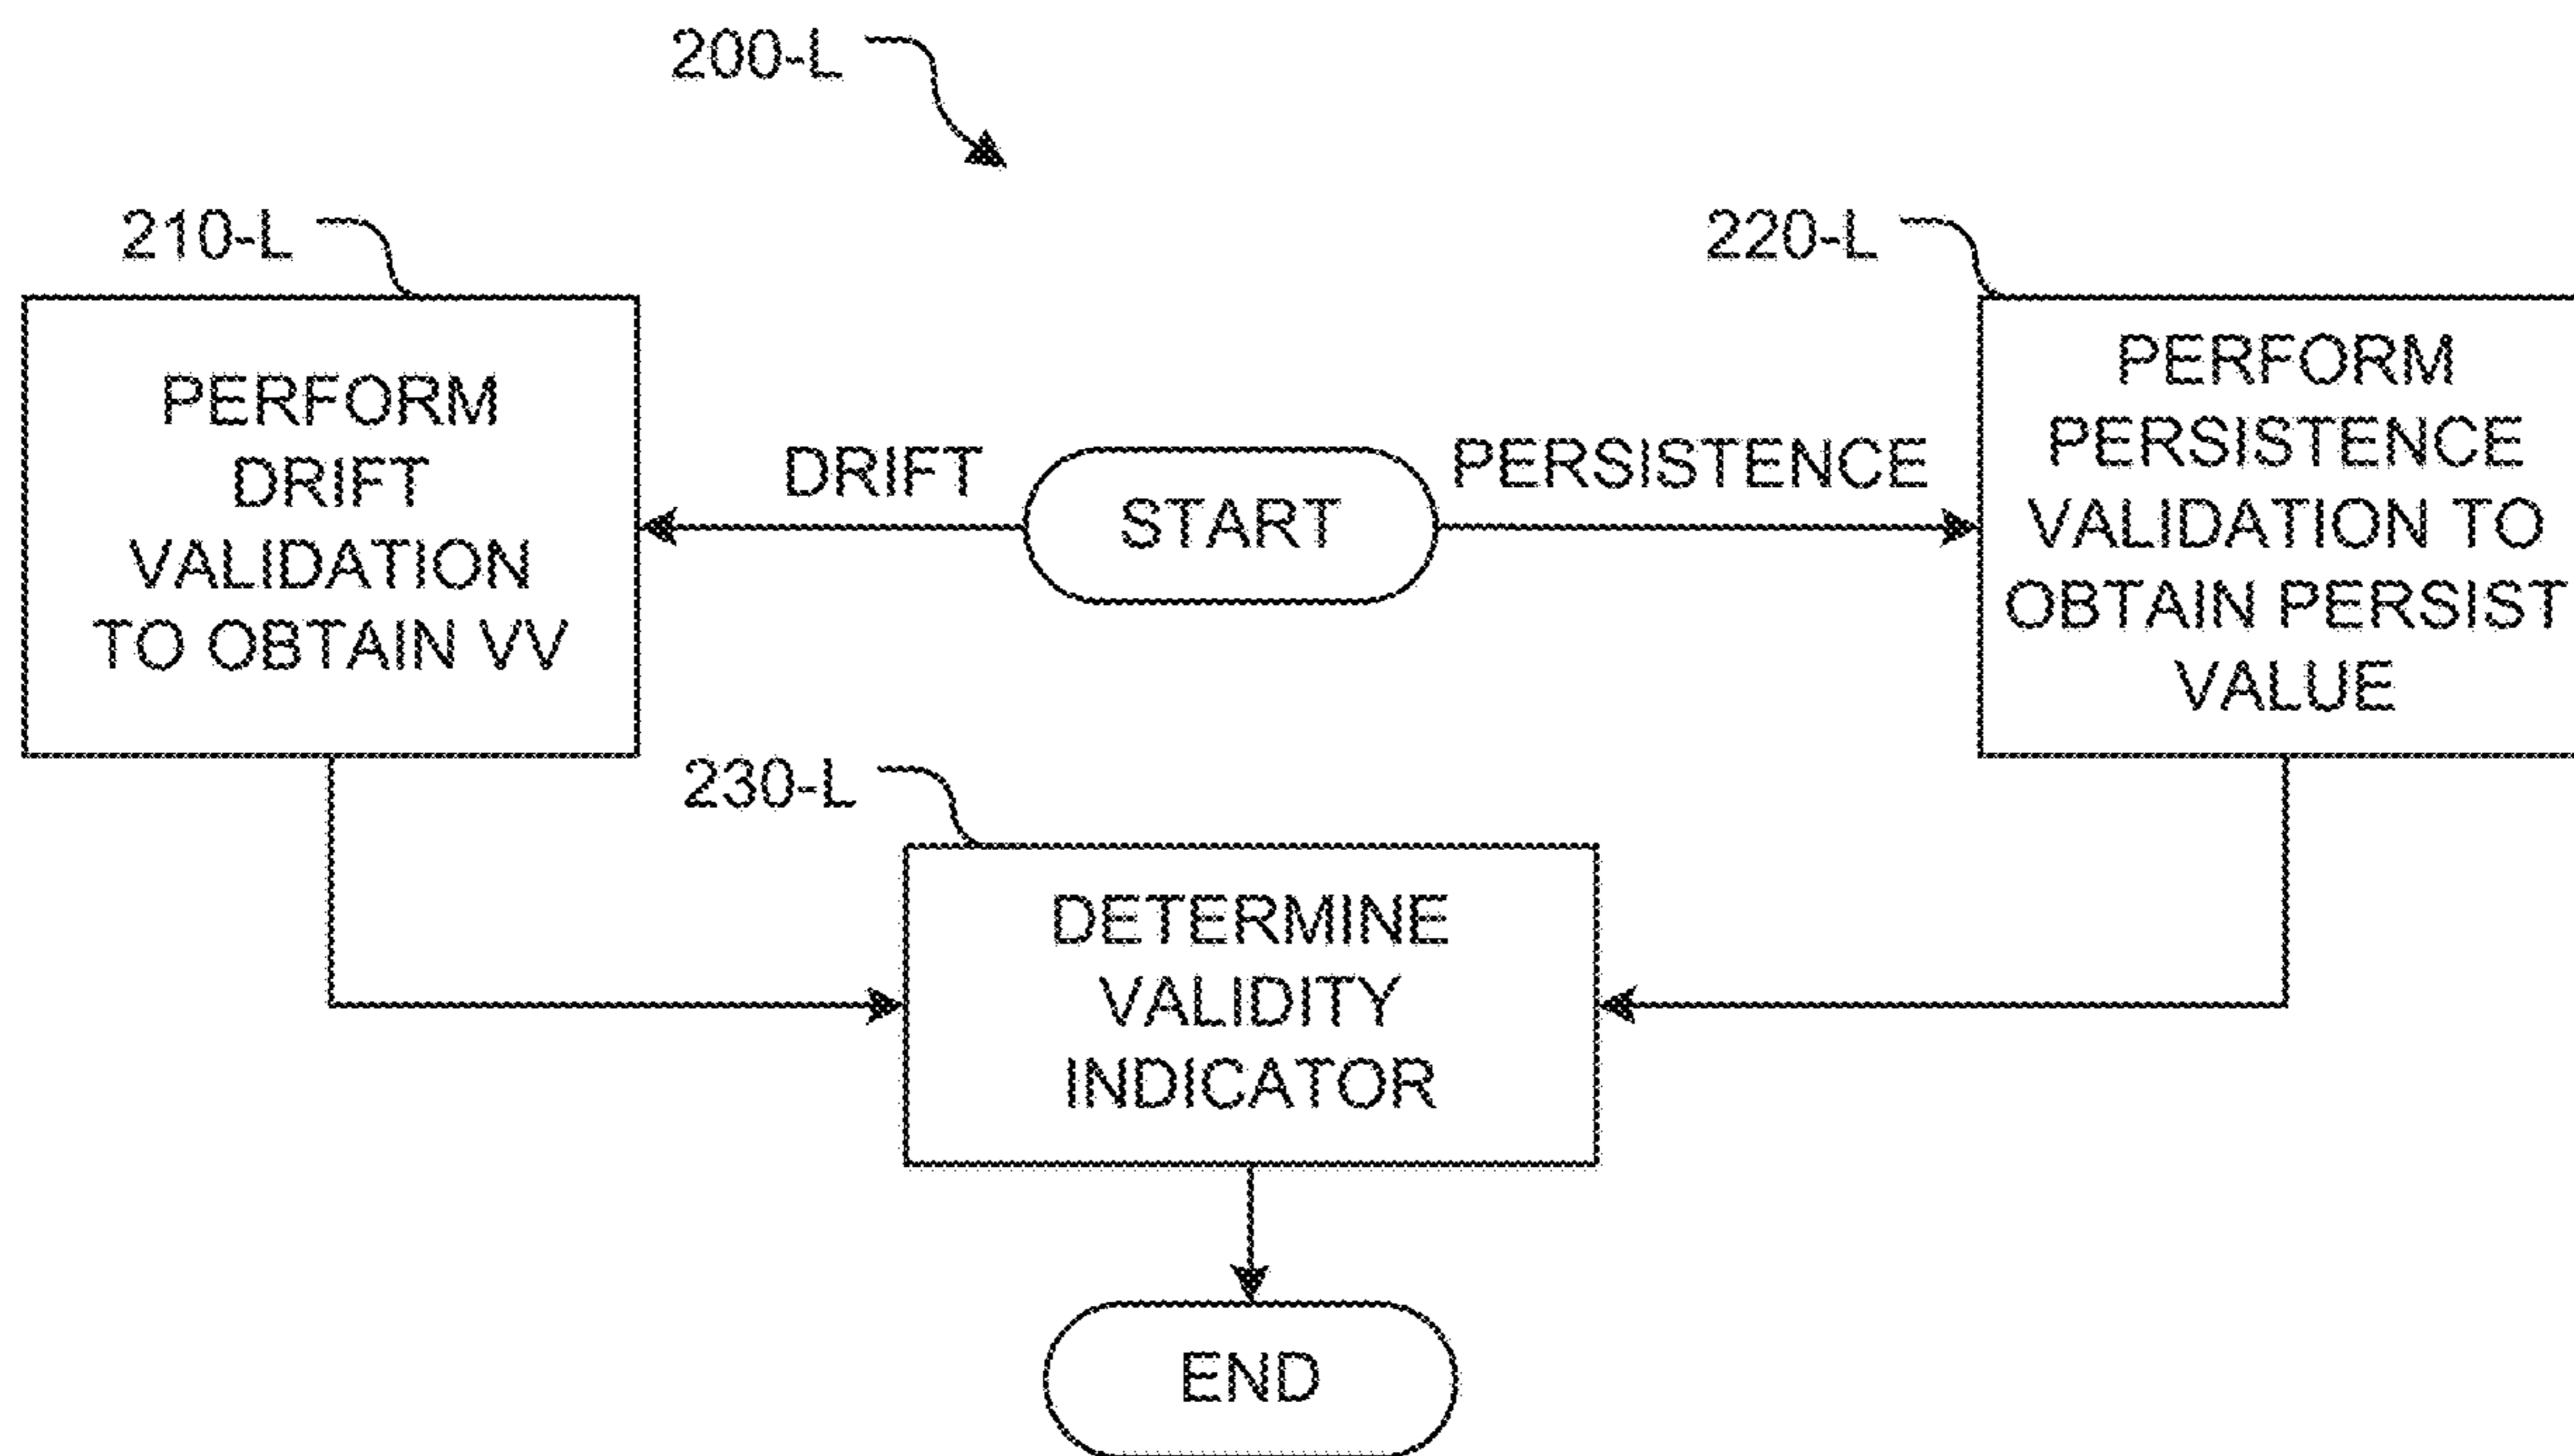 200-L
210-L
220-L
PERFORM
DRIFT
VALIDATION
TO OBTAIN VV
DRIFT
START
PERSISTENCE
PERFORM
PERSISTENCE
VALIDATION TO
OBTAIN PERSIST
VALUE
230-L
DETERMINE
VALIDITY
INDICATOR
END